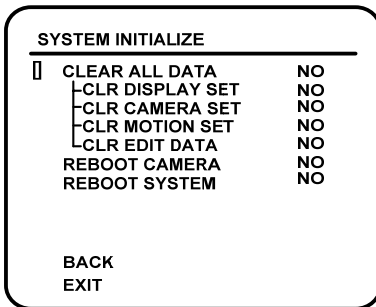 SYSTEM INITIALIZE
CLEAR ALL DATA NO
CLR DISPLAY SET NO
CLR CAMERA SET NO
CLR MOTION SET NO
CLR EDIT DATA NO
REBOOT CAMERA NO
REBOOT SYSTEM NO
BACK
EXIT